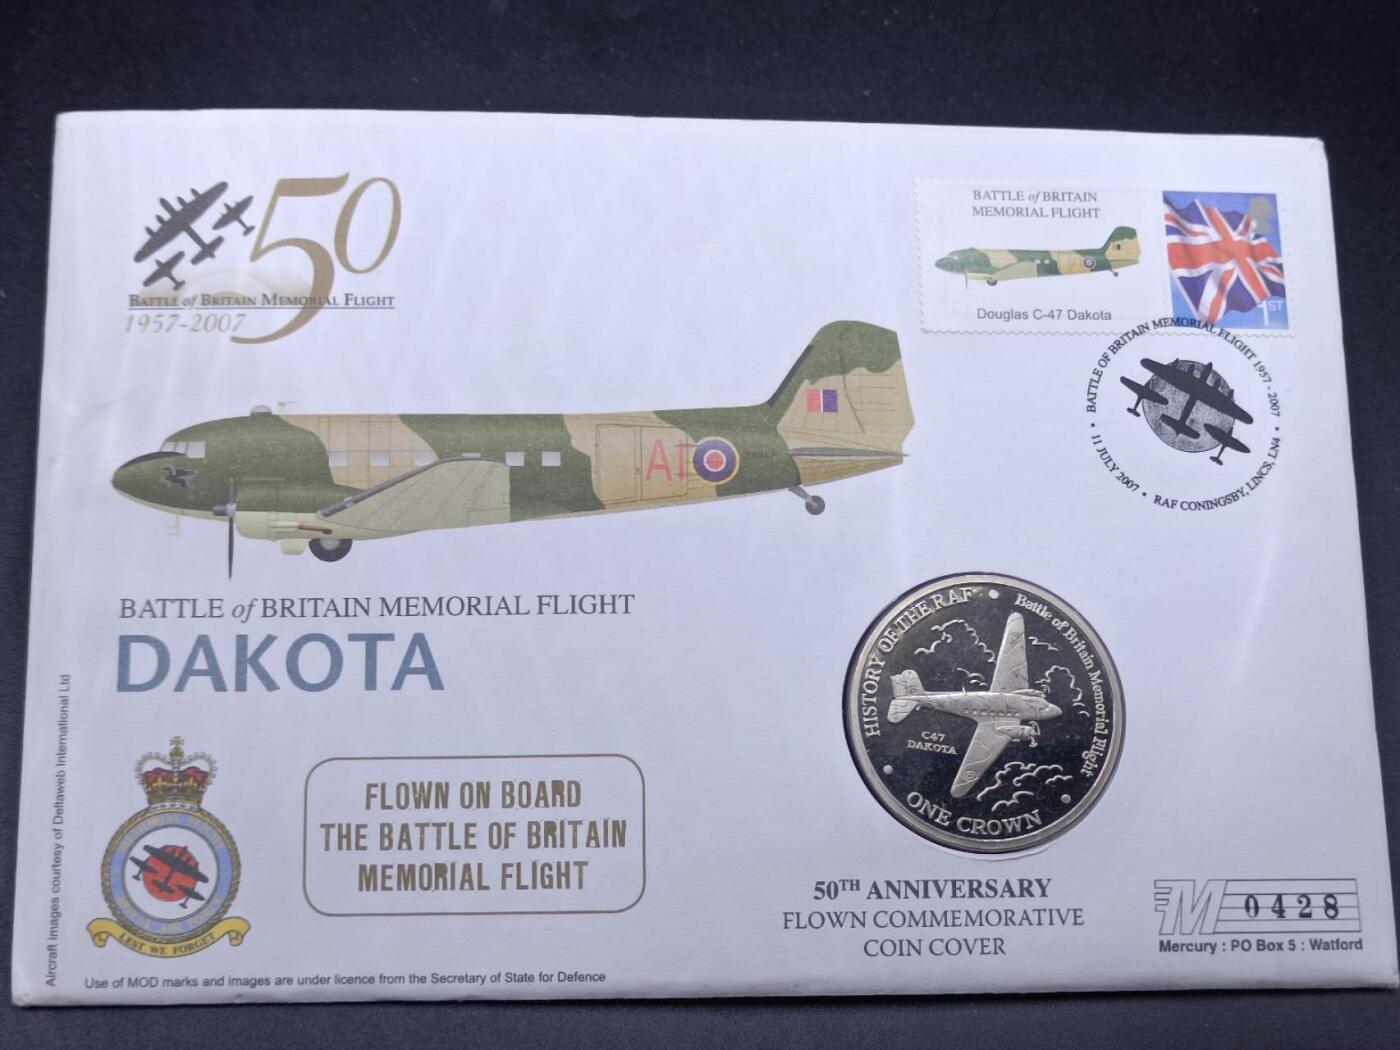 50
BATTLE of BRITAIN MEMORIAL FLIGHT
1957-2007
BATTLE of BRITAIN
MEMORIAL FLIGHT
Douglas C-47 Dakota
1ST
BATTLE OF BRITAIN MEMORIAL FLIGHT 1957 - 2007
• 11 JULY 2007 • RAF CONINGSBY, LINCS, LN4
AI
BATTLE of BRITAIN MEMORIAL FLIGHT
DAKOTA
HISTORY OF THE RAF
Battle of Britain Memorial Flight
C47
DAKOTA
ONE CROWN
FLOWN ON BOARD
THE BATTLE OF BRITAIN
MEMORIAL FLIGHT
LEST WE FORGET
50TH ANNIVERSARY
FLOWN COMMEMORATIVE
COIN COVER
M 0428
Mercury : PO Box 5 : Watford
Aircraft images courtesy of Deltaweb International Ltd
Use of MOD marks and images are under licence from the Secretary of State for Defence